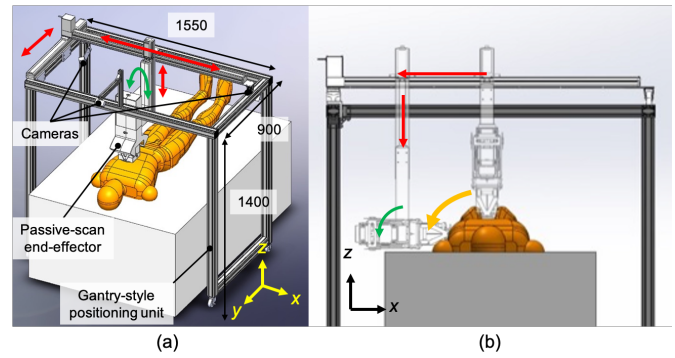 1550
Cameras
900
1400
Passive-scan
end-effector
Gantry-style
positioning unit
z
x
y
z
x
(a)
(b)